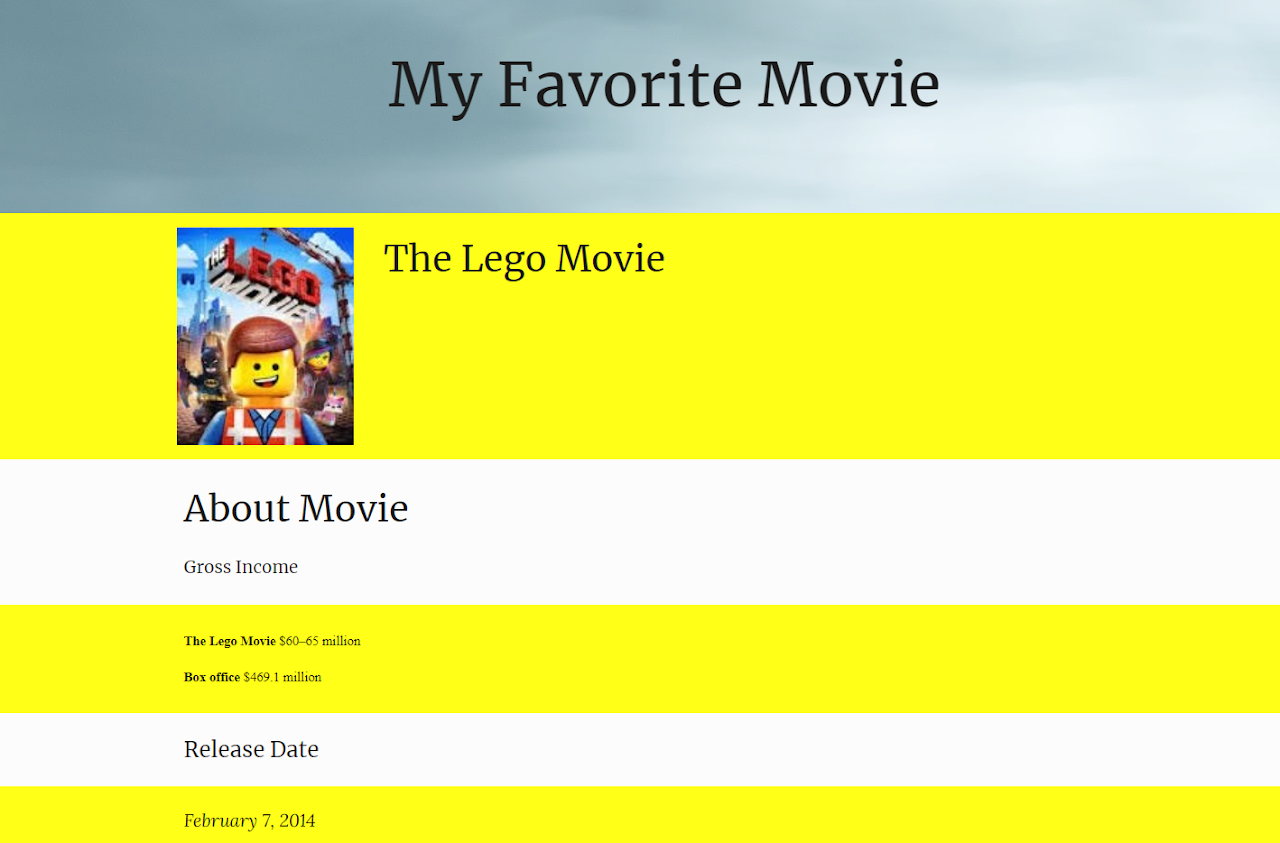 My Favorite Movie
THE LEGO MOVIE
The Lego Movie
About Movie
Gross Income
The Lego Movie $60–65 million
Box office $469.1 million
Release Date
February 7, 2014